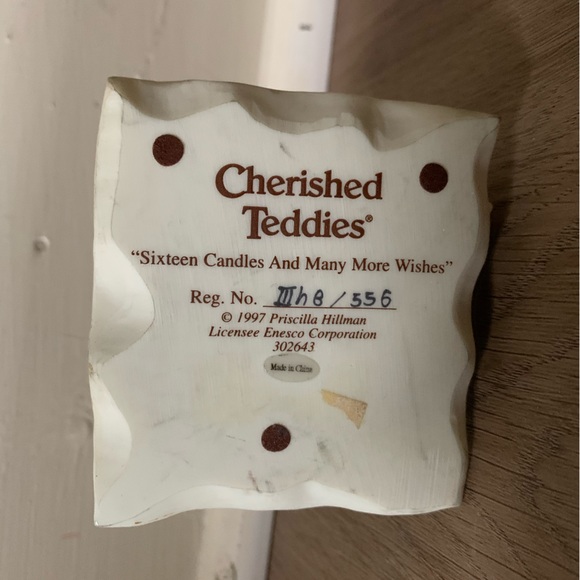 Cherished
Teddies®
"Sixteen Candles And Many More Wishes"
Reg. No. IIIh8/556
© 1997 Priscilla Hillman
Licensee Enesco Corporation
302643
Made in China